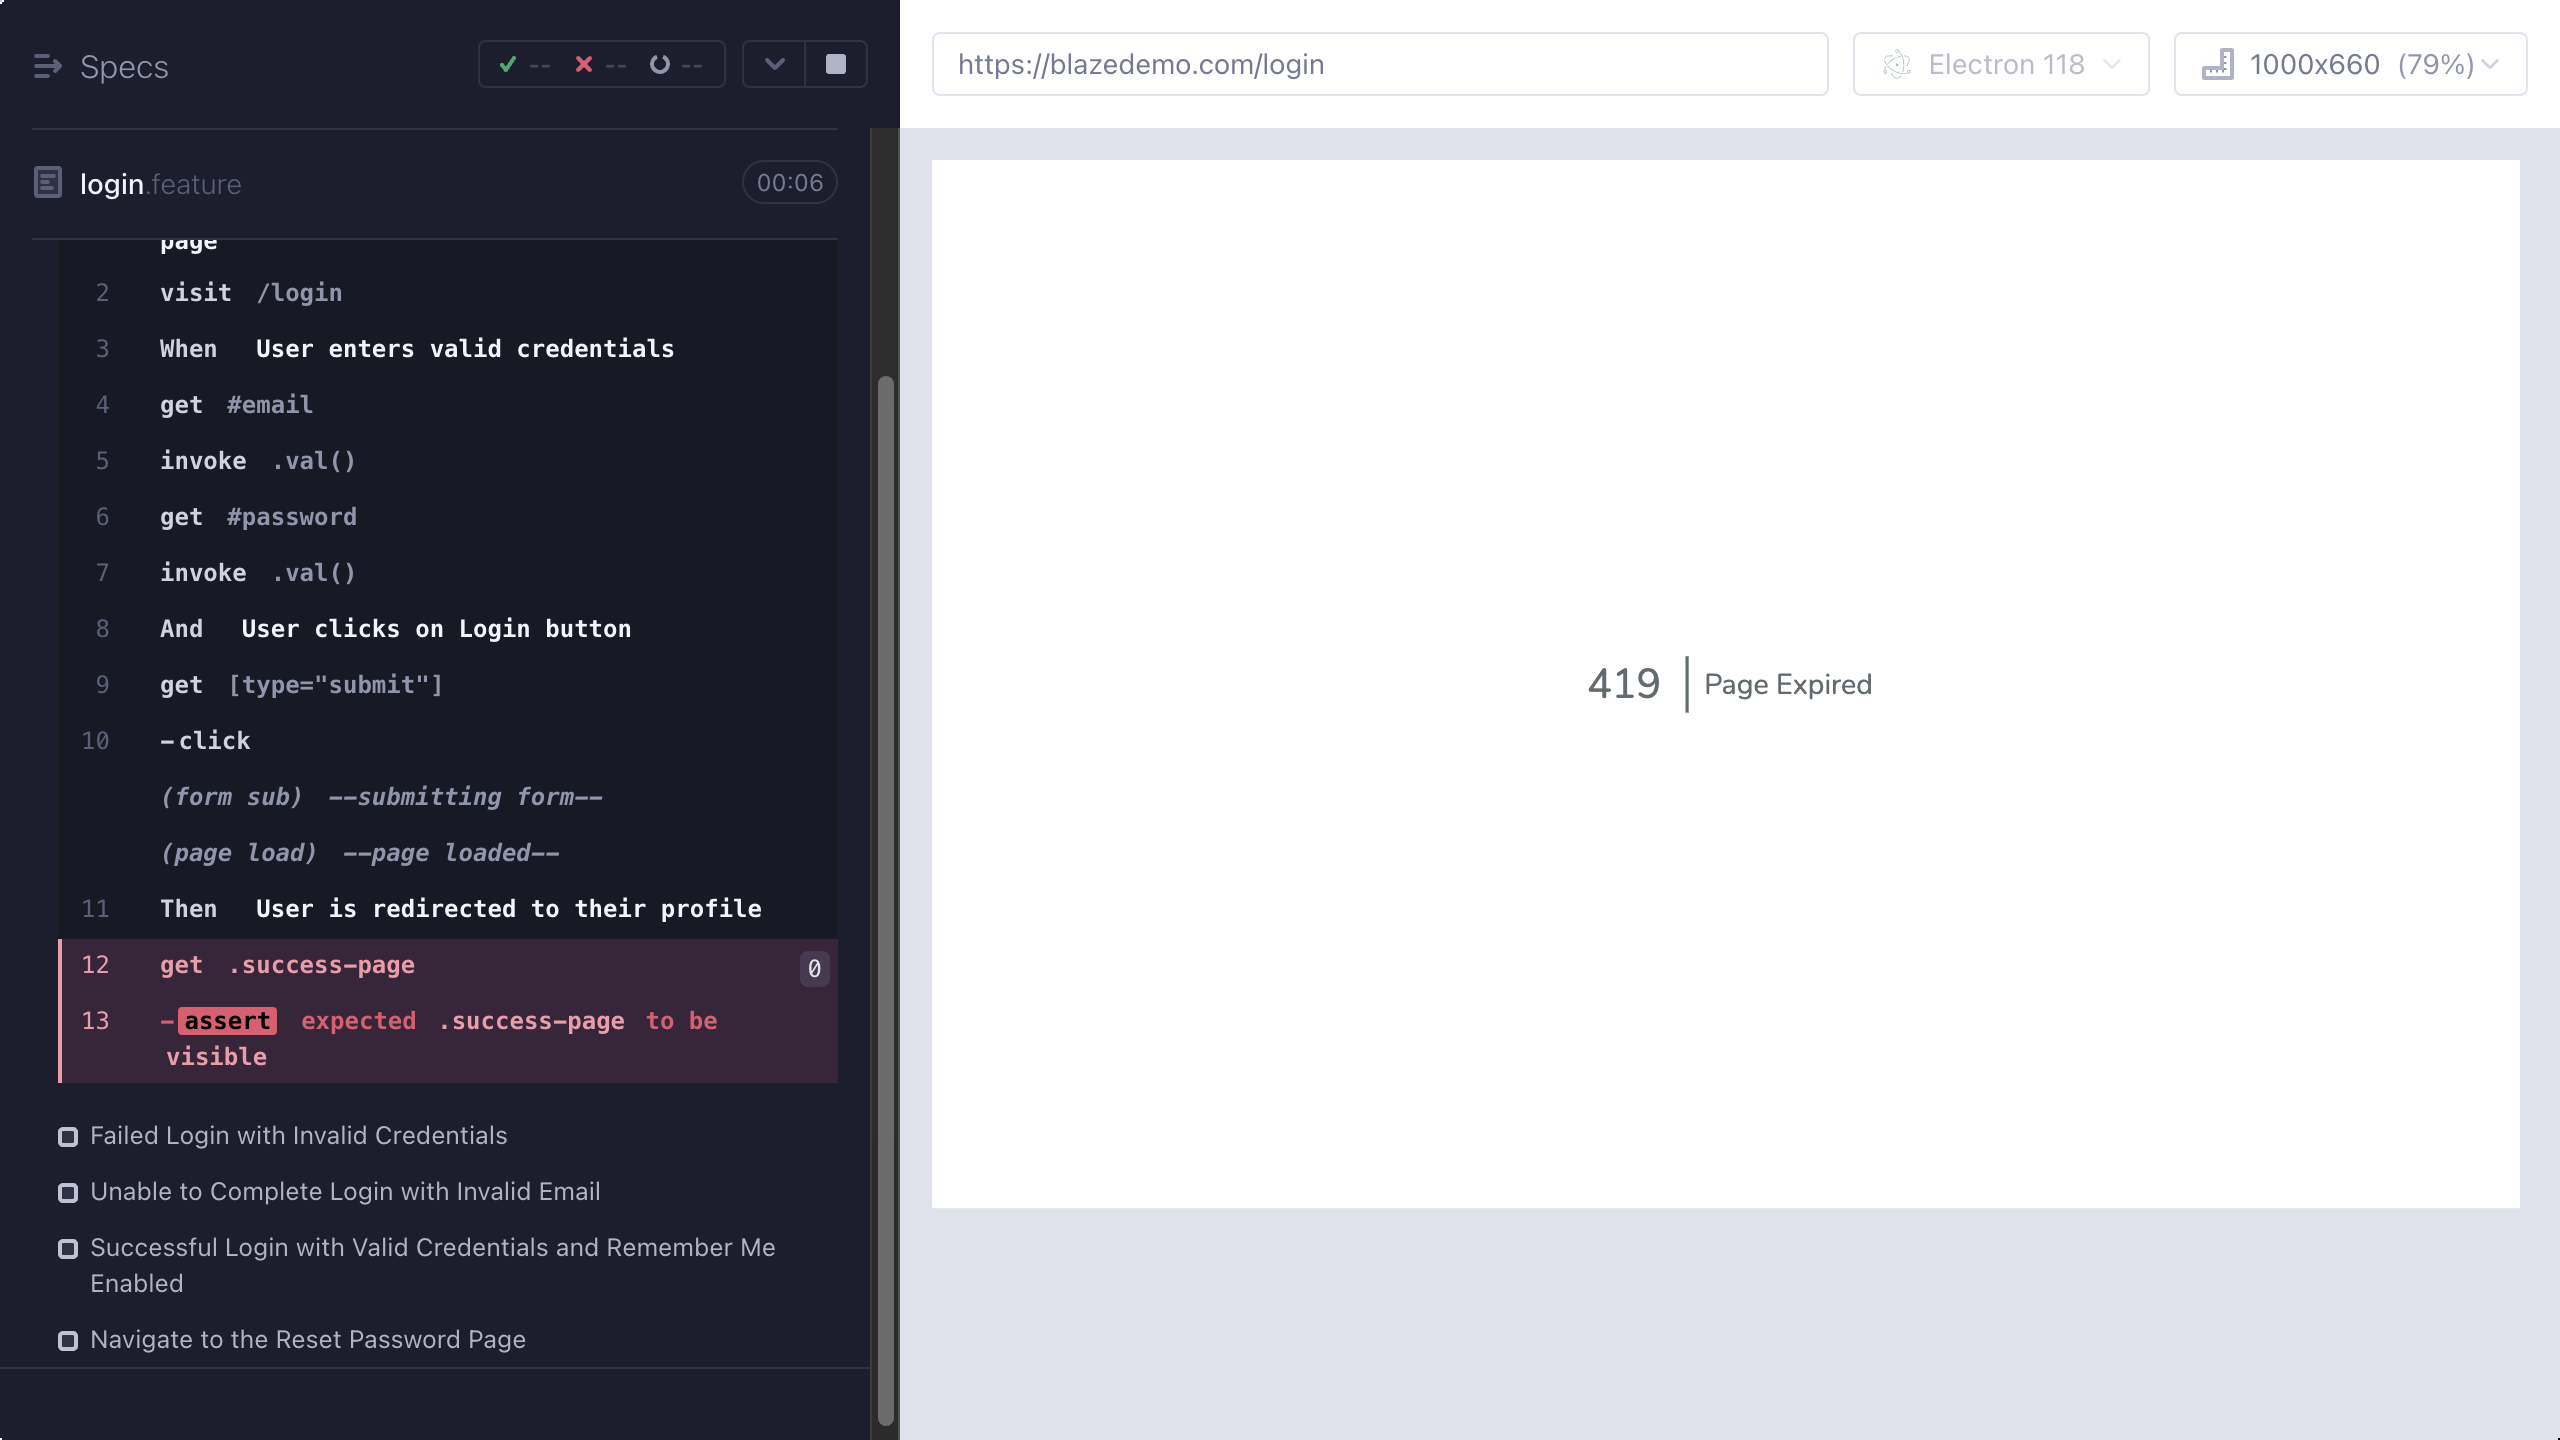 Specs
-- -- --
login.feature 00:06
page
2 visit /login
3 When User enters valid credentials
4 get #email
5 invoke .val()
6 get #password
7 invoke .val()
8 And User clicks on Login button
9 get [type="submit"]
10 -click
(form sub) --submitting form--
(page load) --page loaded--
11 Then User is redirected to their profile
12 get .success-page 0
13 -assert expected .success-page to be
visible
Failed Login with Invalid Credentials
Unable to Complete Login with Invalid Email
Successful Login with Valid Credentials and Remember Me
Enabled
Navigate to the Reset Password Page
https://blazedemo.com/login
Electron 118
1000x660 (79%)
419 Page Expired